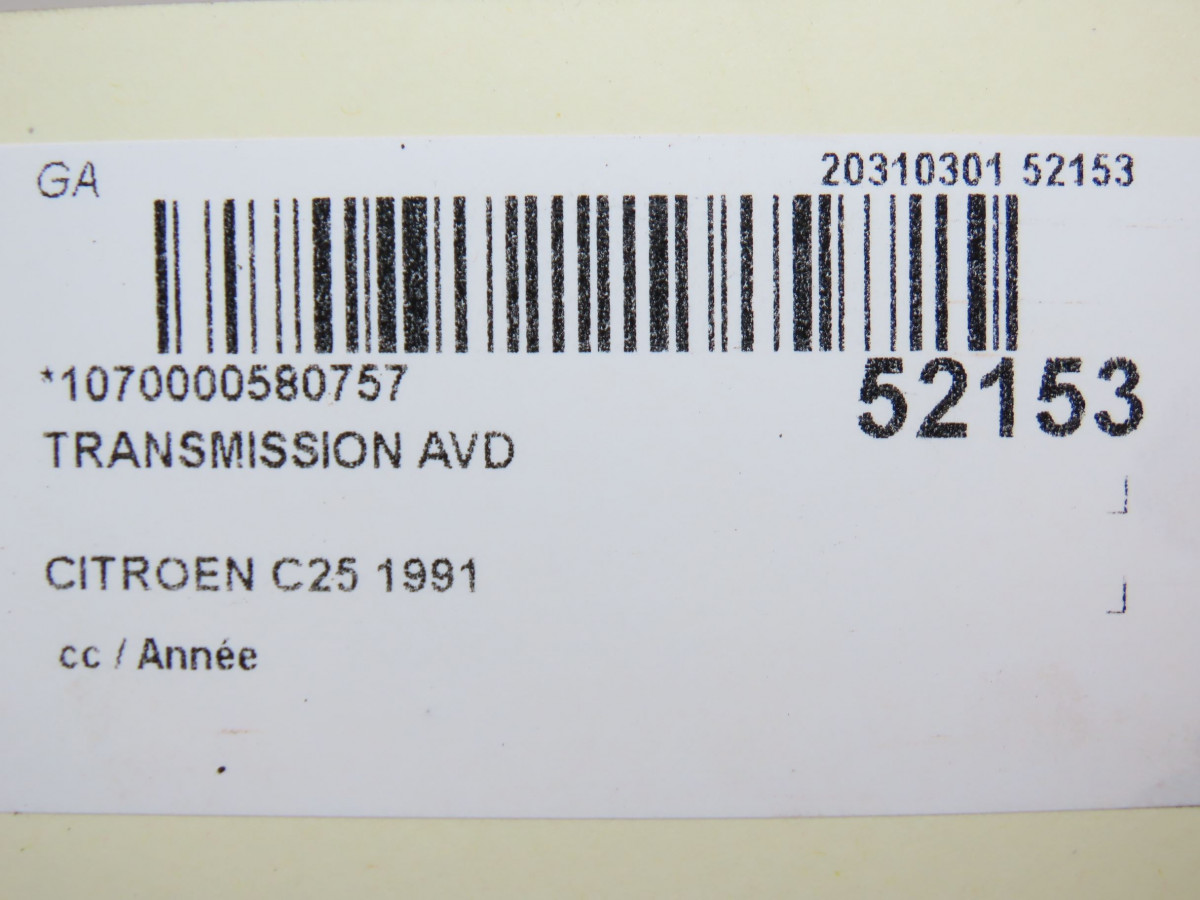 GA
20310301 52153
*1070000580757
52153
TRANSMISSION AVD
CITROEN C25 1991
cc / Année